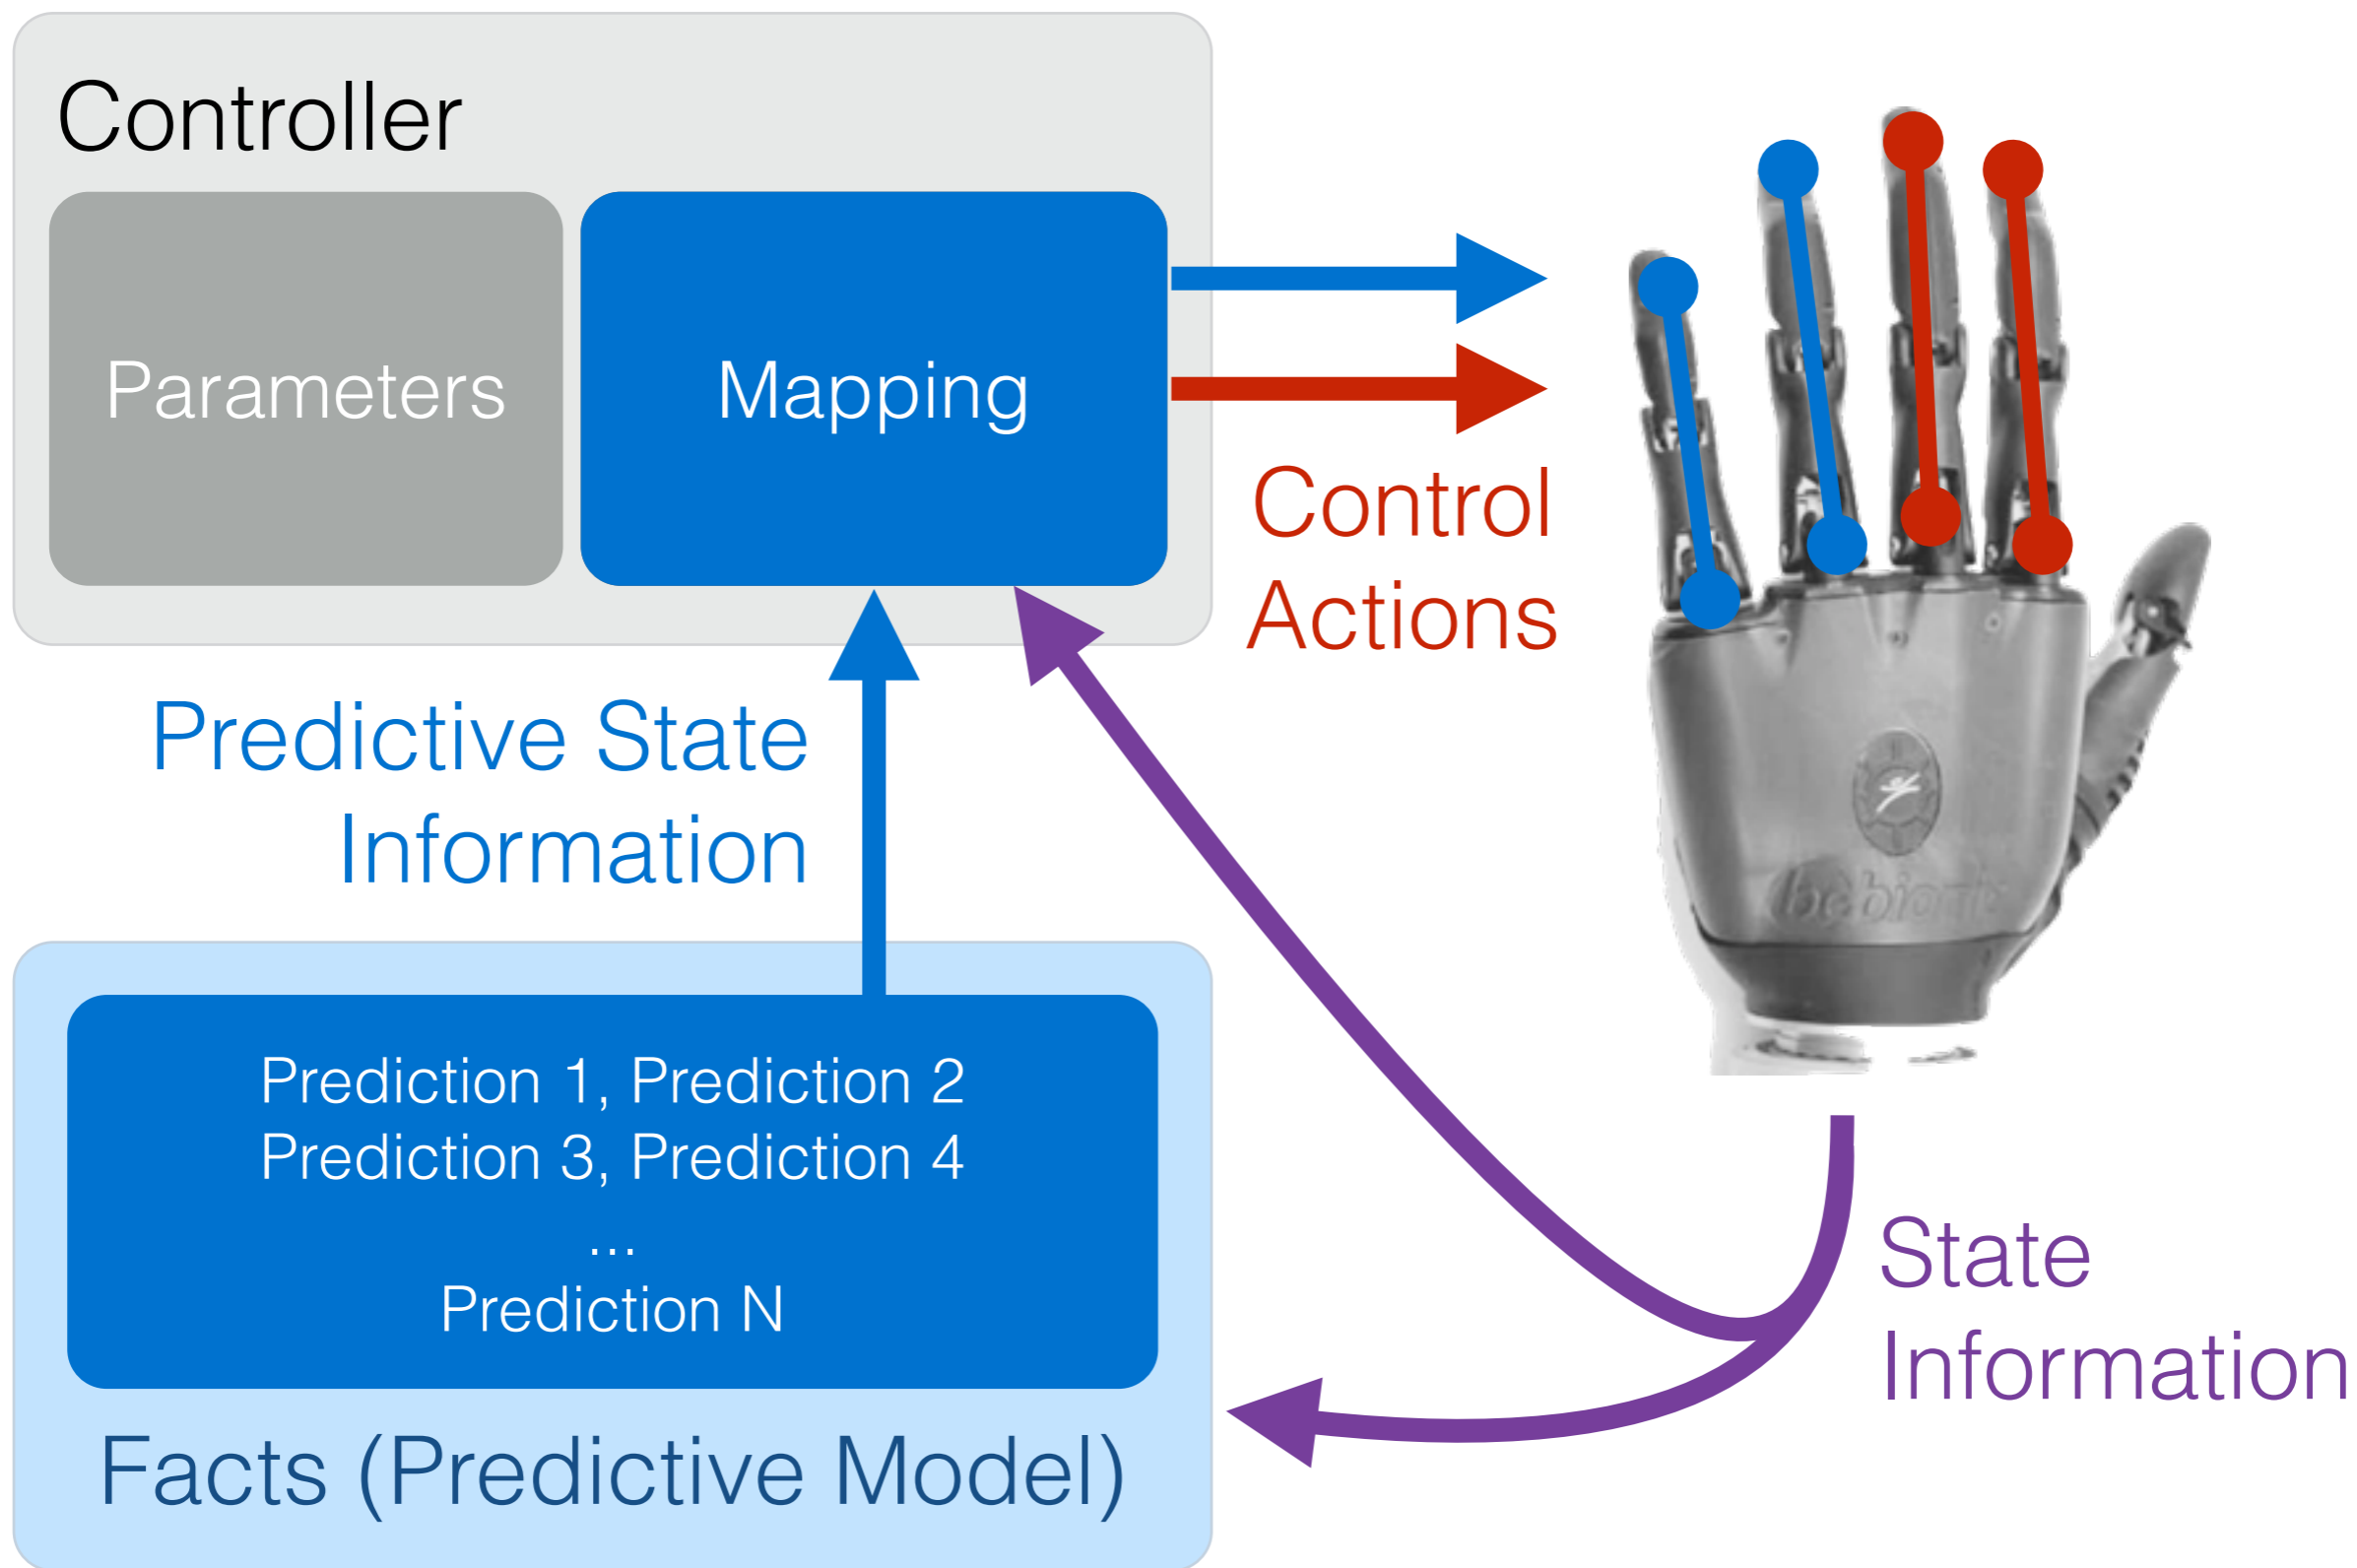 Controller
Parameters
Mapping
Control
Actions
Predictive State
Information
Prediction 1, Prediction 2
Prediction 3, Prediction 4
...
Prediction N
Facts (Predictive Model)
State
Information
bebionic